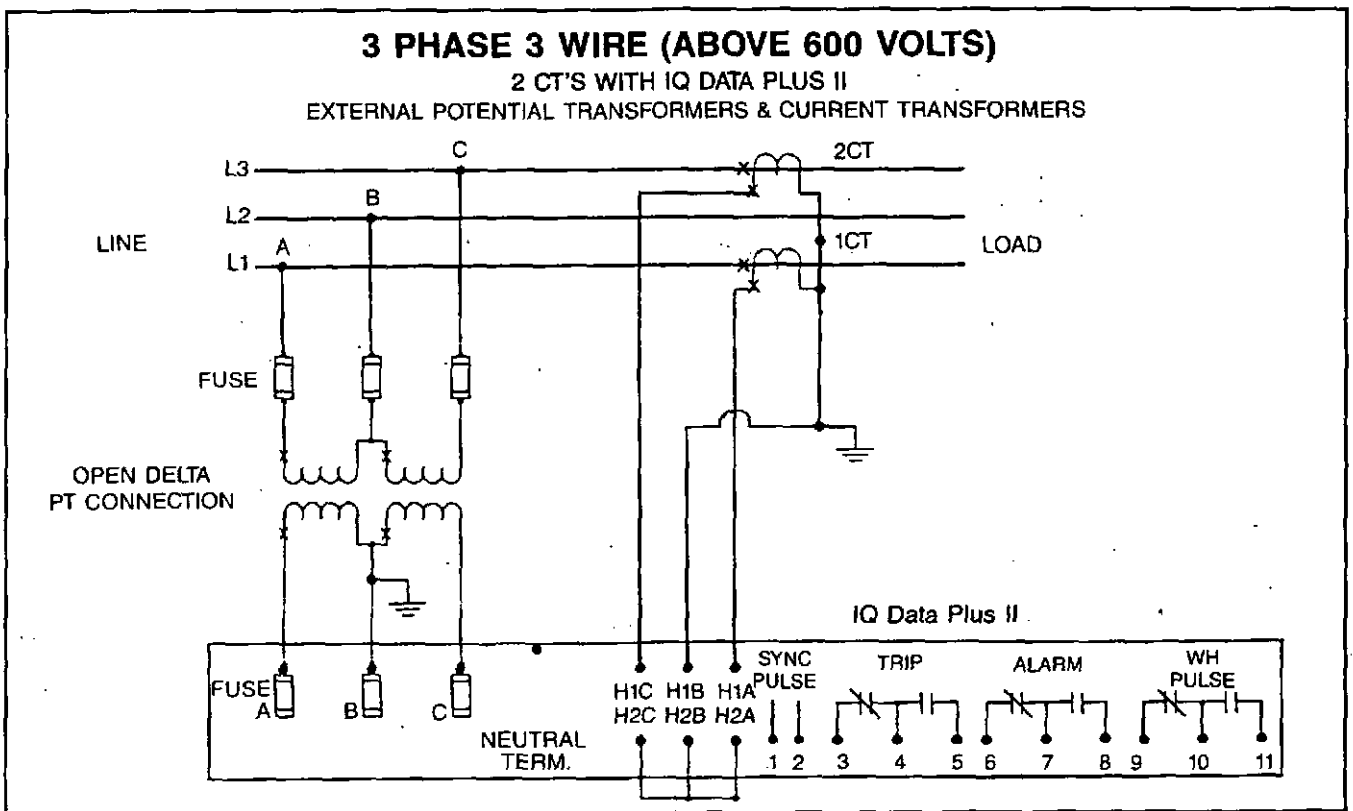 3 PHASE 3 WIRE (ABOVE 600 VOLTS)
2 CT'S WITH IQ DATA PLUS II
EXTERNAL POTENTIAL TRANSFORMERS & CURRENT TRANSFORMERS
C
2CT
L3
B
L2
LINE
A
1CT
LOAD
L1
FUSE
OPEN DELTA
PT CONNECTION
IQ Data Plus II
SYNC
PULSE
TRIP
ALARM
WH
PULSE
FUSE
A
B
C
H1C H1B H1A
H2C H2B H2A
NEUTRAL
TERM.
1 2 3 4 5 6 7 8 9 10 11